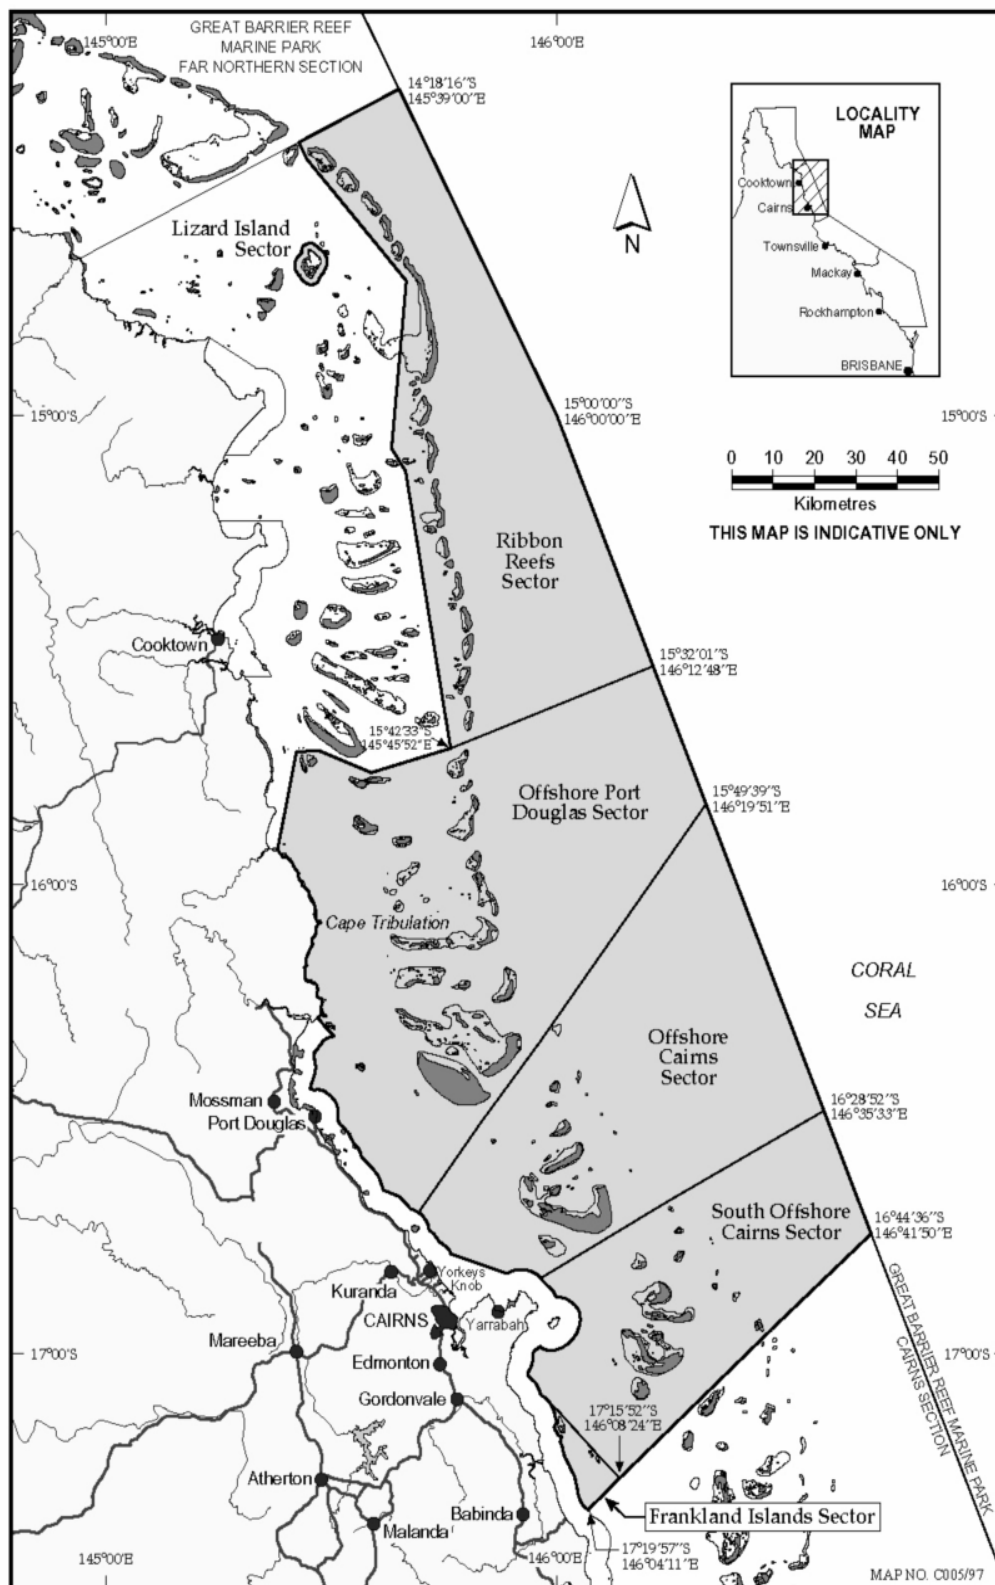 GREAT BARRIER REEF
MARINE PARK
FAR NORTHERN SECTION
145°00'E
146°00'E
14°18'16"S
145°39'00"E
LOCALITY
MAP
Cooktown
Cairns
Townsville
Mackay
Rockhampton
BRISBANE
N
Lizard Island
Sector
15°00'S
15°00'00"S
146°00'00"E
15°00'S
0 10 20 30 40 50
Kilometres
THIS MAP IS INDICATIVE ONLY
Ribbon
Reefs
Sector
Cooktown
15°32'01"S
146°12'48"E
15°42'33"S
145°45'52"E
Offshore Port
Douglas Sector
15°49'39"S
146°19'51"E
16°00'S
16°00'S
Cape Tribulation
CORAL
SEA
Offshore
Cairns
Sector
Mossman
Port Douglas
16°28'52"S
146°35'33"E
South Offshore
Cairns Sector
16°44'36"S
146°41'50"E
Kuranda
Yorkeys
Knob
CAIRNS
Yarrabah
Mareeba
Edmonton
Gordonvale
17°00'S
17°00'S
GREAT BARRIER REEF MARINE PARK
CAIRNS SECTION
17°15'52"S
146°08'24"E
Atherton
Malanda
Babinda
Frankland Islands Sector
17°19'57"S
146°04'11"E
145°00'E
146°00'E
MAP NO. C005/97